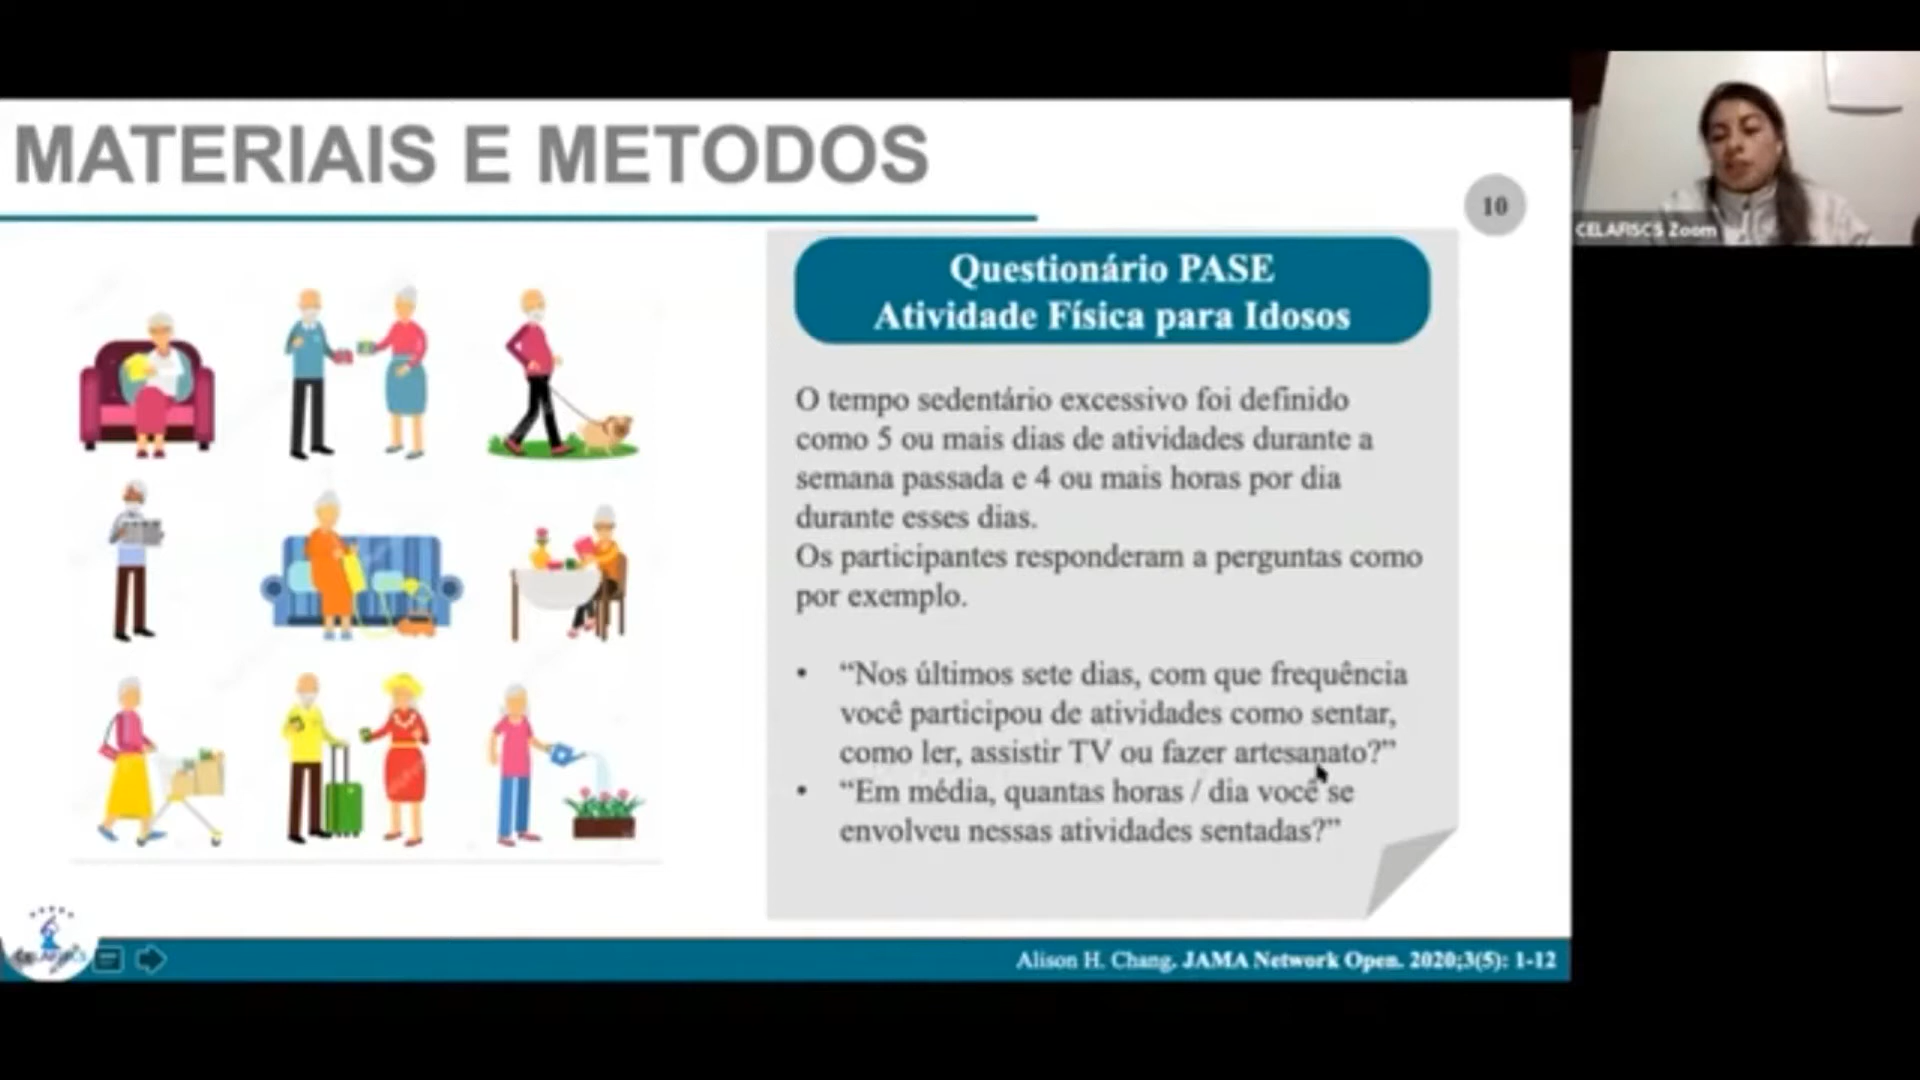 MATERIAIS E METODOS
10
CELAFISCS Zoom
Questionário PASE
Atividade Física para Idosos
O tempo sedentário excessivo foi definido
como 5 ou mais dias de atividades durante a
semana passada e 4 ou mais horas por dia
durante esses dias.
Os participantes responderam a perguntas como
por exemplo.
• “Nos últimos sete dias, com que frequência
você participou de atividades como sentar,
como ler, assistir TV ou fazer artesanato?”
• “Em média, quantas horas / dia você se
envolveu nessas atividades sentadas?”
CELAFISCS
Alison H. Chang. JAMA Network Open. 2020;3(5): 1-12